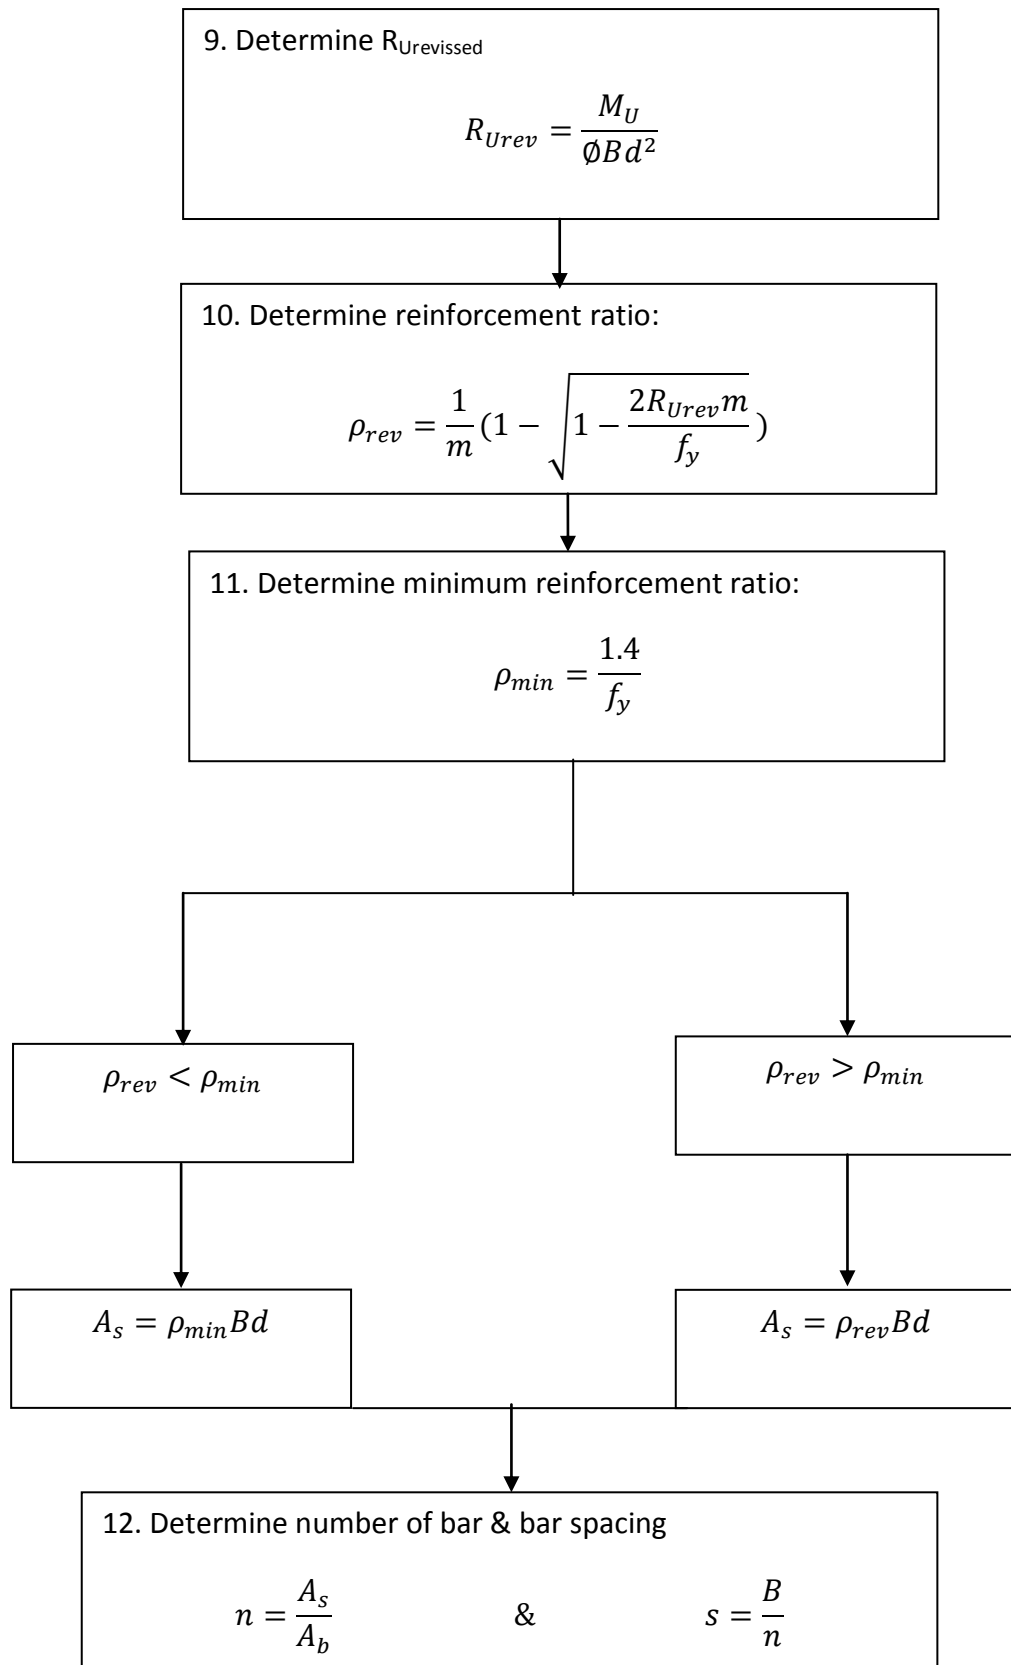 9. Determine R_Urevissed
R_Urev = M_U / ∅Bd²
10. Determine reinforcement ratio:
ρ_rev = 1/m (1 − √(1 − 2R_Urev m / f_y))
11. Determine minimum reinforcement ratio:
ρ_min = 1.4 / f_y
ρ_rev < ρ_min
ρ_rev > ρ_min
A_s = ρ_min Bd
A_s = ρ_rev Bd
12. Determine number of bar & bar spacing
n = A_s / A_b & s = B / n